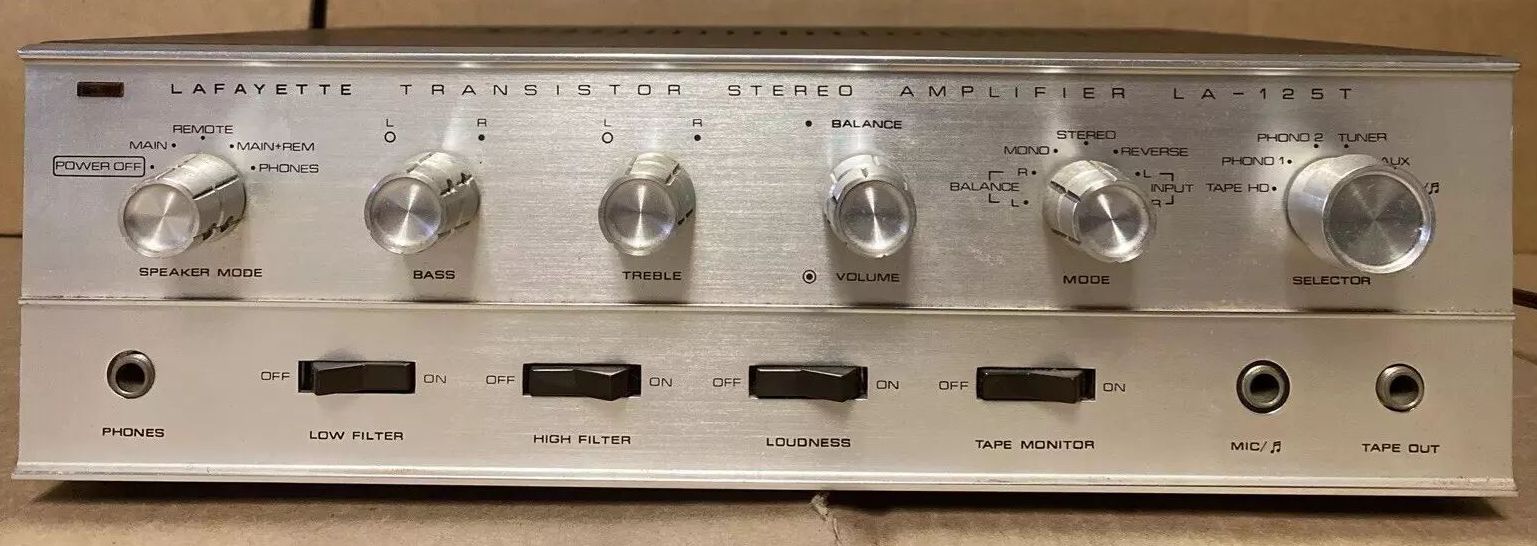 LAFAYETTE TRANSISTOR STEREO AMPLIFIER LA-125T
REMOTE
MAIN MAIN+REM
POWER OFF PHONES
SPEAKER MODE
L R
BASS
L R
TREBLE
BALANCE
VOLUME
STEREO
MONO REVERSE
R L
BALANCE INPUT
L R
MODE
PHONO 2 TUNER
PHONO 1 AUX
TAPE HD /♬
SELECTOR
PHONES
OFF ON
LOW FILTER
OFF ON
HIGH FILTER
OFF ON
LOUDNESS
OFF ON
TAPE MONITOR
MIC/♬
TAPE OUT